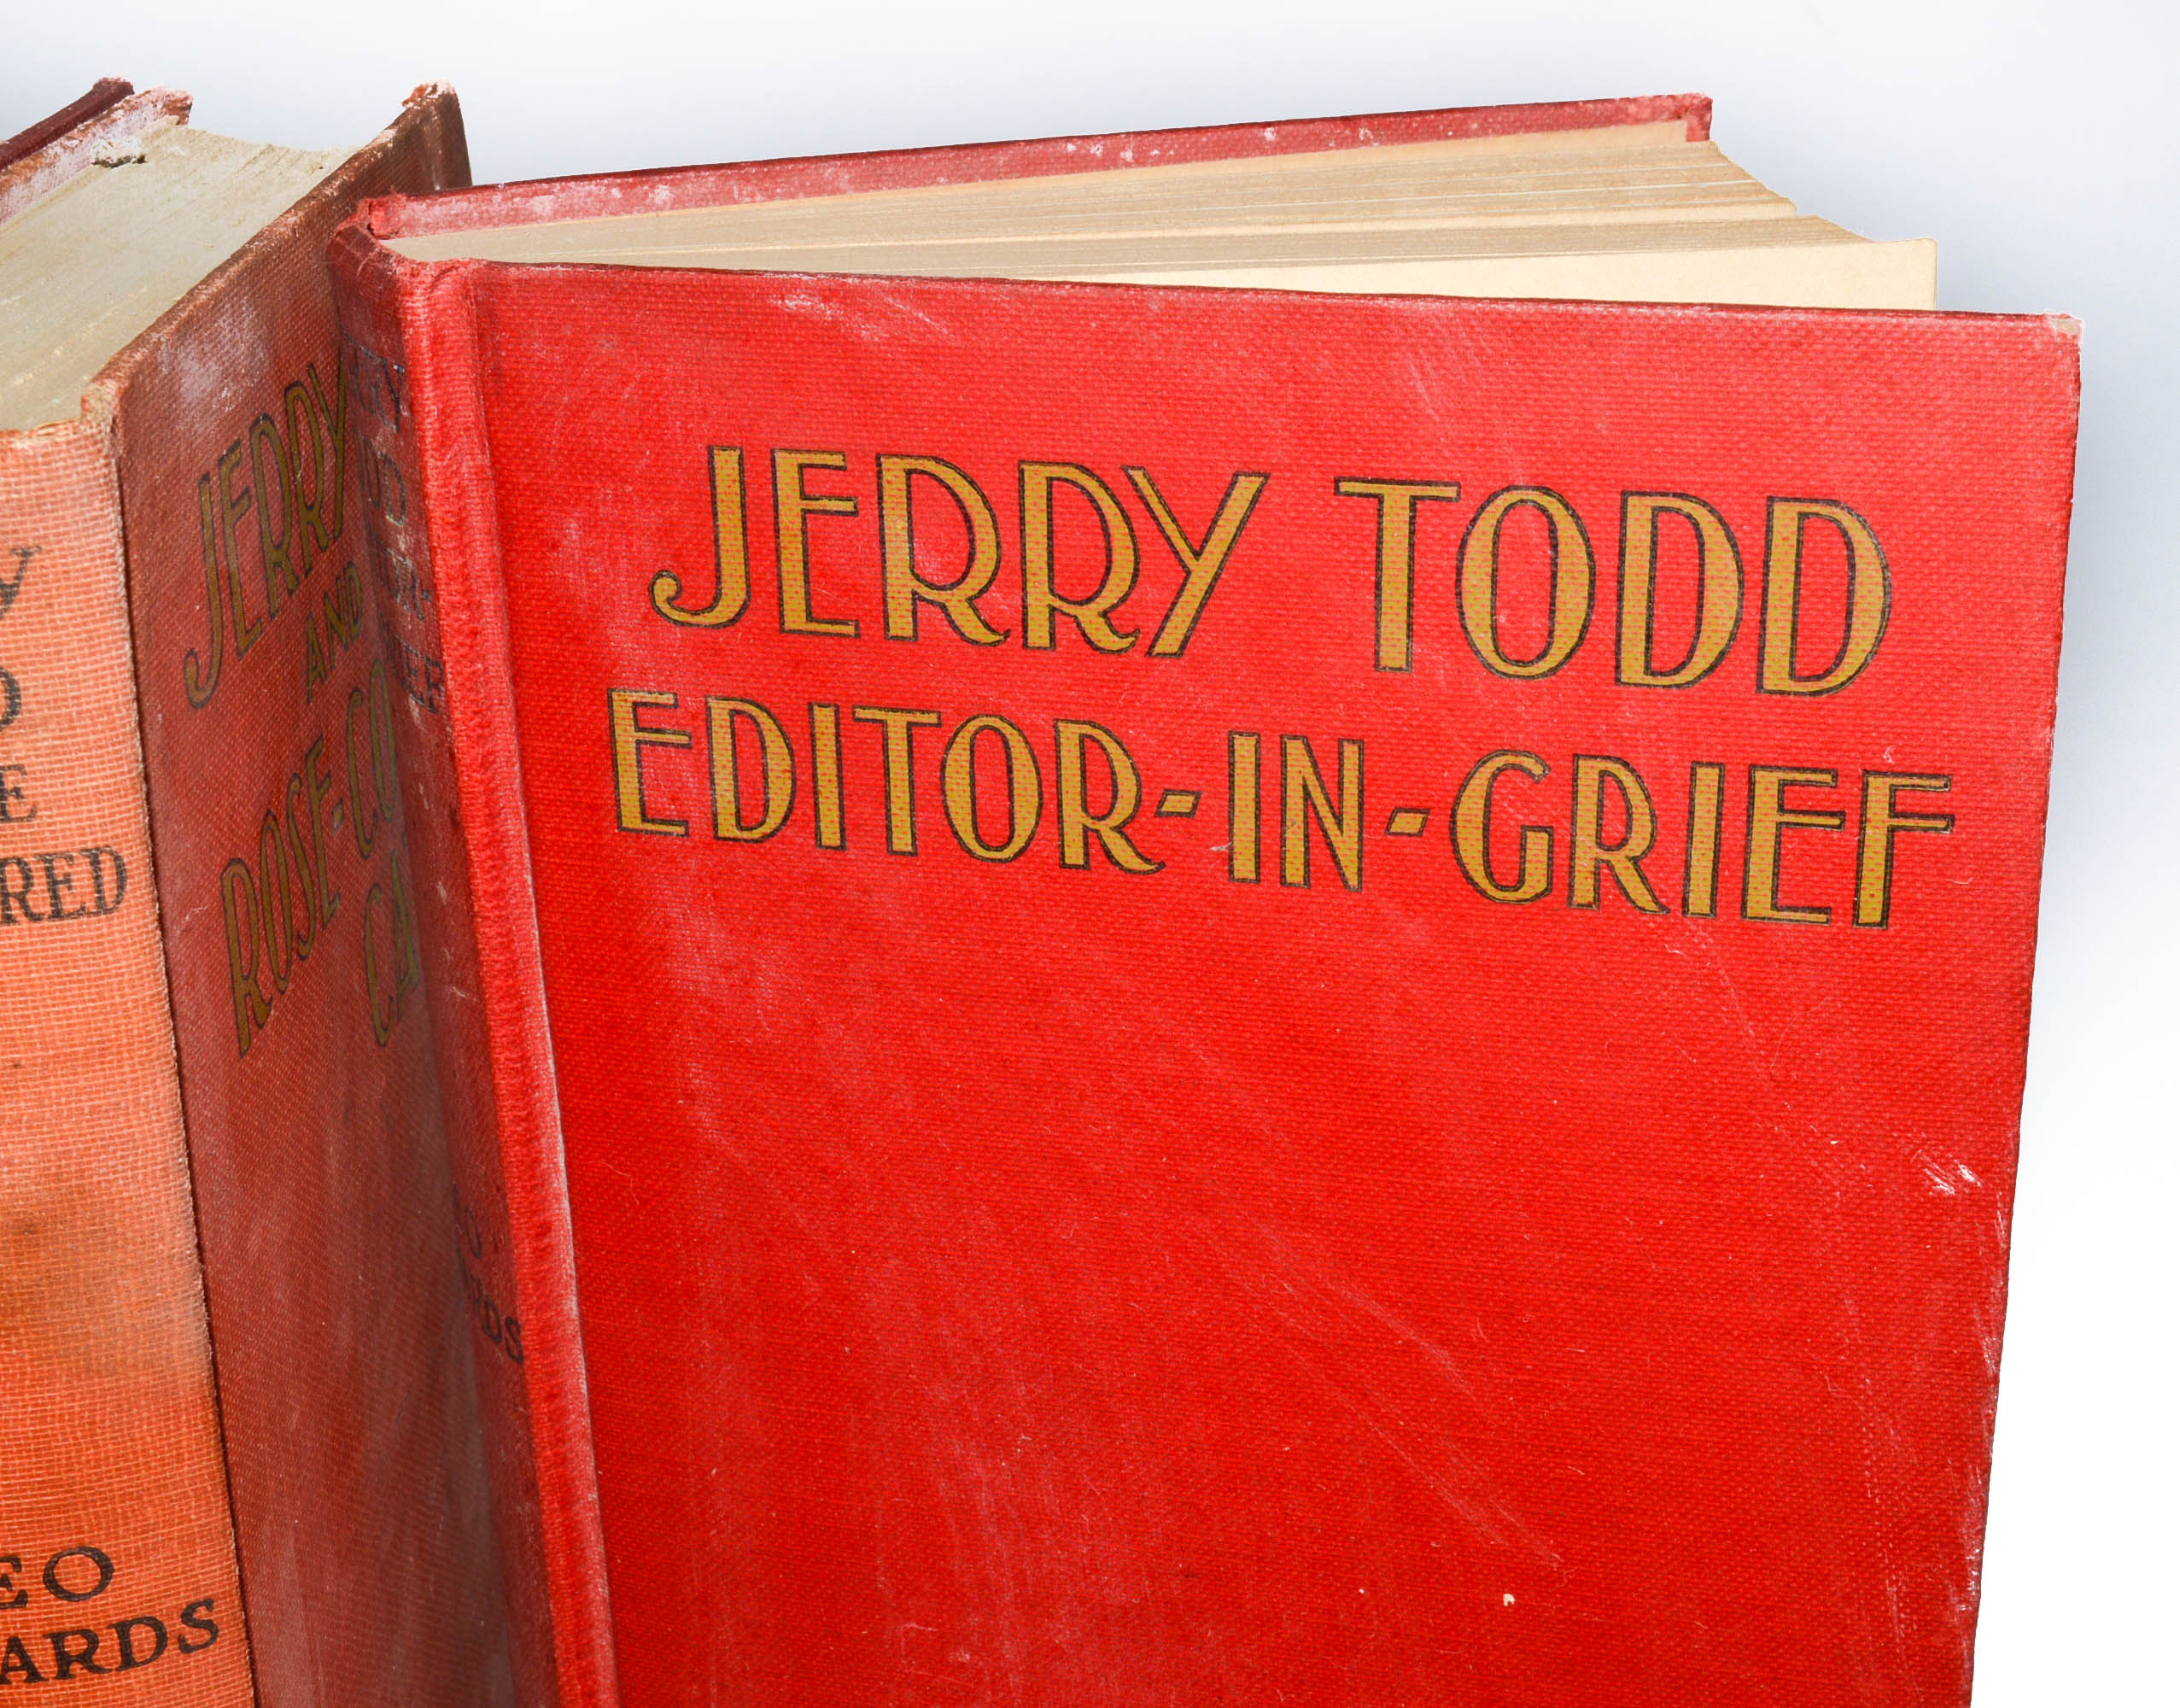 RED
EO
ARDS
JERRY
AND
ROSE-CO
CA
JERRY TODD
EDITOR-IN-GRIEF